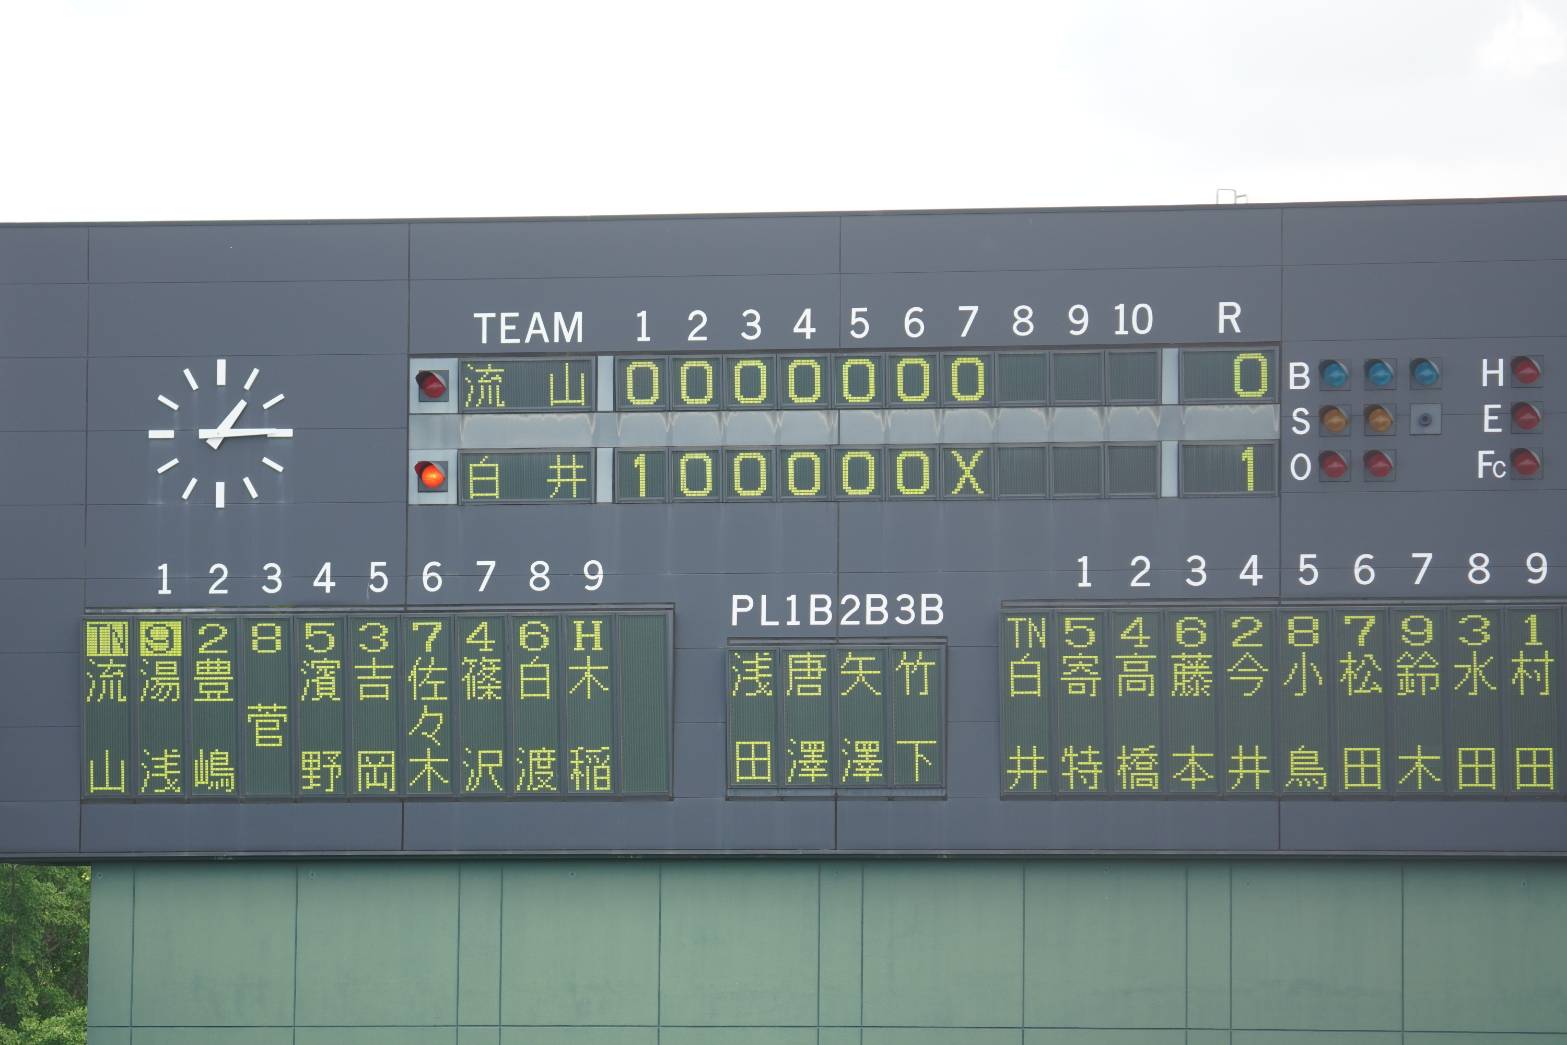 TEAM 1 2 3 4 5 6 7 8 9 10 R
流山 0 0 0 0 0 0 0 0
B H
S E
白井 1 0 0 0 0 0 X 1
O Fc
1 2 3 4 5 6 7 8 9
PL 1B 2B 3B
1 2 3 4 5 6 7 8 9
TN 流山
9 湯浅
2 豊嶋
8 菅
5 濱野
3 吉岡
7 佐々木
4 篠沢
6 白渡
H 木稲
浅田
唐澤
矢澤
竹下
TN 白井
5 寄特
4 高橋
6 藤本
2 今井
8 小鳥
7 松田
9 鈴木
3 水田
1 村田